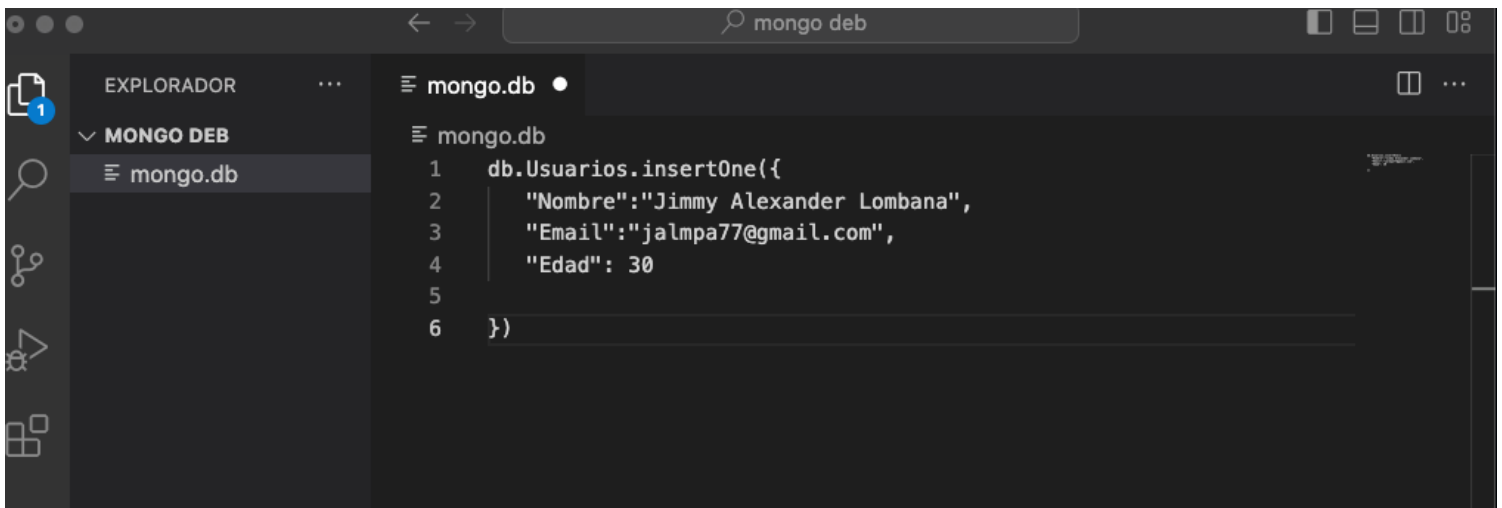 mongo deb
EXPLORADOR
1
MONGO DEB
mongo.db
mongo.db
mongo.db
1 db.Usuarios.insertOne({
2 "Nombre":"Jimmy Alexander Lombana",
3 "Email":"jalmpa77@gmail.com",
4 "Edad": 30
5
6 })